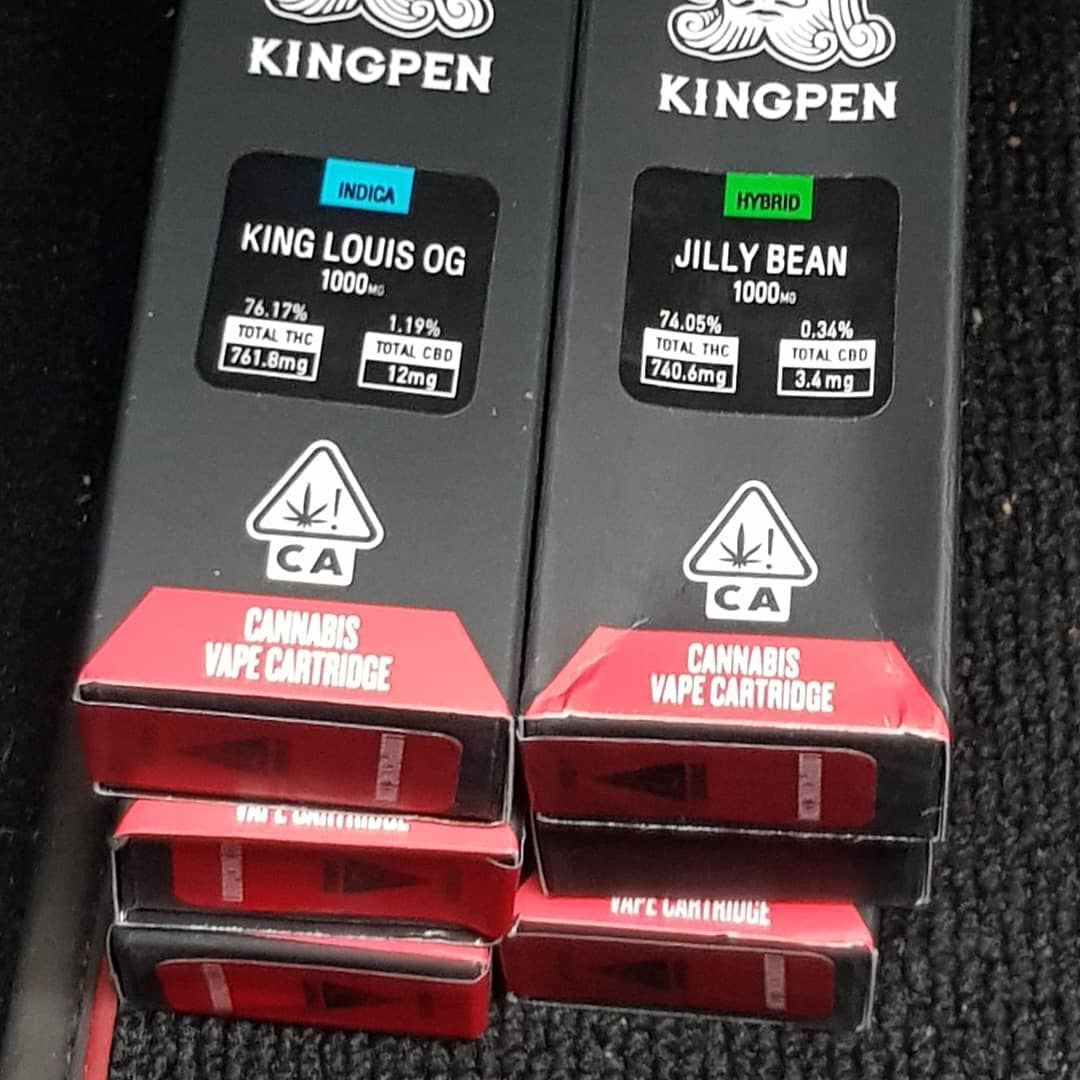 KINGPEN
INDICA
KING LOUIS OG
1000MG
76.17%
TOTAL THC
761.8mg
1.19%
TOTAL CBD
12mg
!
CA
CANNABIS
VAPE CARTRIDGE
VAPE CARTRIDGE
KINGPEN
HYBRID
JILLY BEAN
1000MG
74.05%
TOTAL THC
740.6mg
0.34%
TOTAL CBD
3.4mg
!
CA
CANNABIS
VAPE CARTRIDGE
VAPE CARTRIDGE